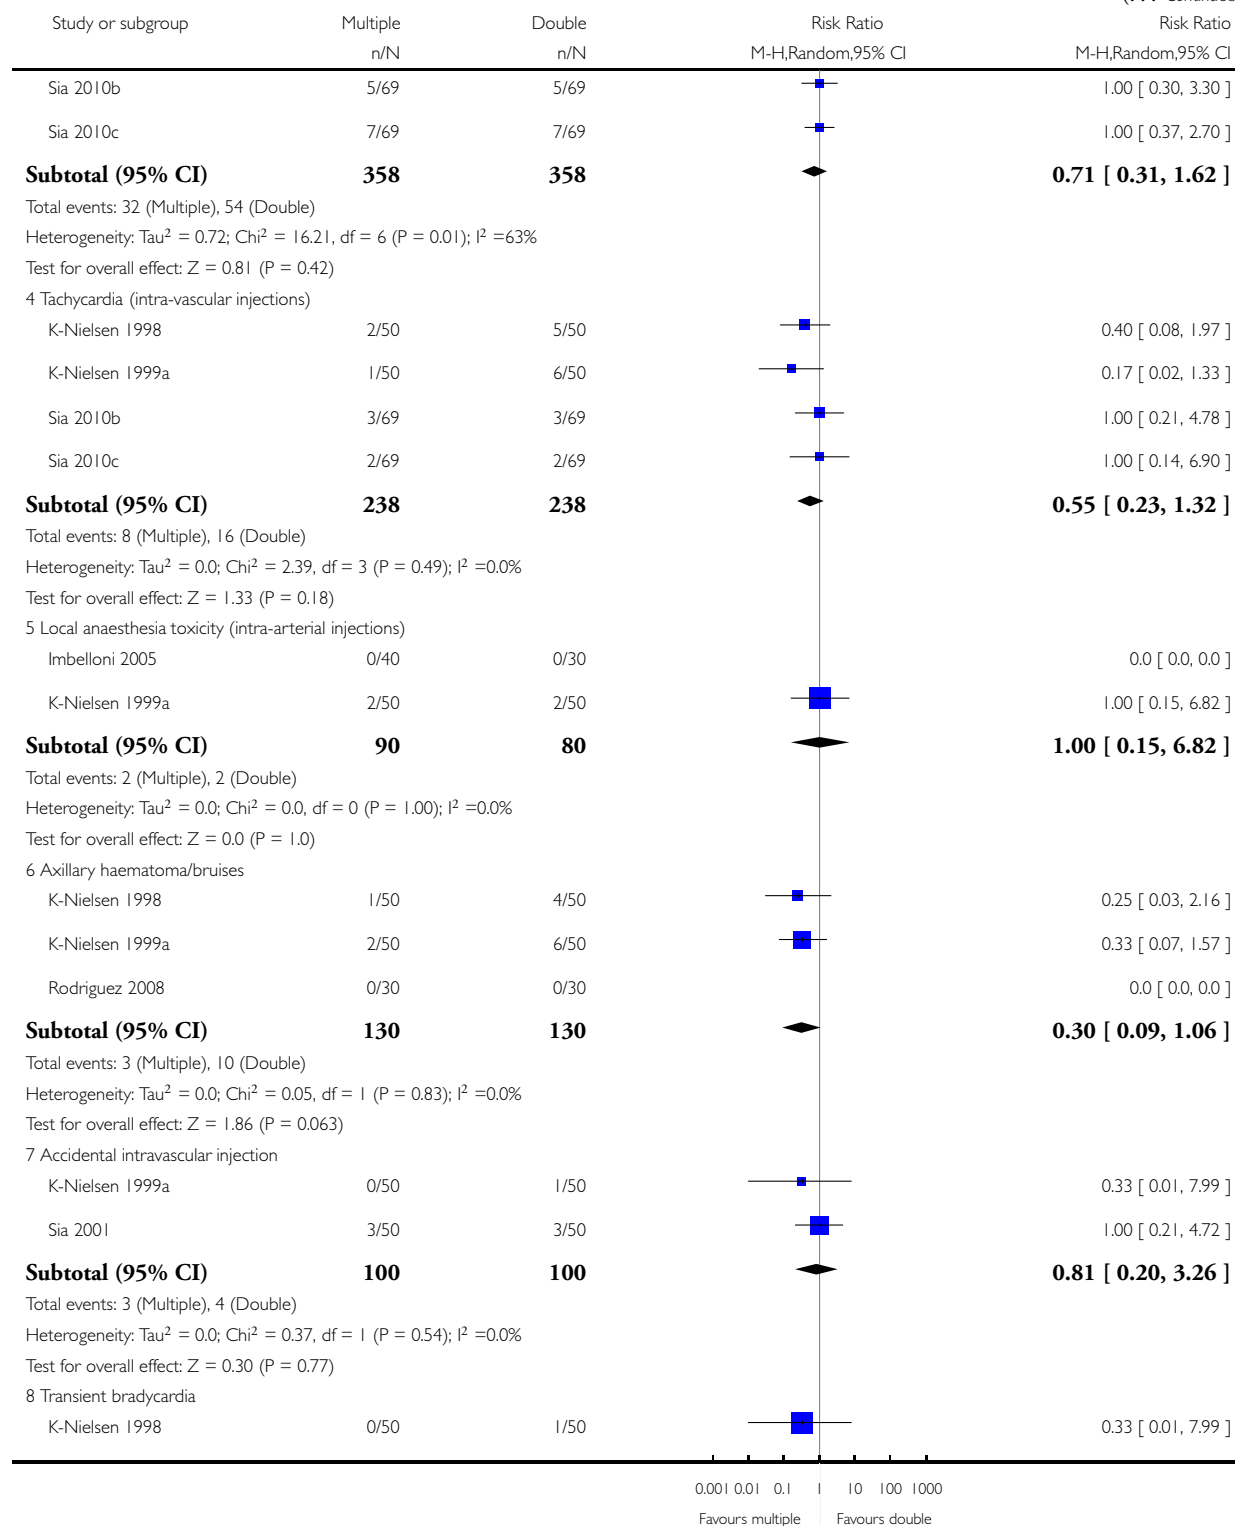 Study or subgroup Multiple Double Risk Ratio Risk Ratio
n/N n/N M-H,Random,95% CI M-H,Random,95% CI
Sia 2010b 5/69 5/69 1.00 [ 0.30, 3.30 ]
Sia 2010c 7/69 7/69 1.00 [ 0.37, 2.70 ]
Subtotal (95% CI) 358 358 0.71 [ 0.31, 1.62 ]
Total events: 32 (Multiple), 54 (Double)
Heterogeneity: Tau² = 0.72; Chi² = 16.21, df = 6 (P = 0.01); I² =63%
Test for overall effect: Z = 0.81 (P = 0.42)
4 Tachycardia (intra-vascular injections)
K-Nielsen 1998 2/50 5/50 0.40 [ 0.08, 1.97 ]
K-Nielsen 1999a 1/50 6/50 0.17 [ 0.02, 1.33 ]
Sia 2010b 3/69 3/69 1.00 [ 0.21, 4.78 ]
Sia 2010c 2/69 2/69 1.00 [ 0.14, 6.90 ]
Subtotal (95% CI) 238 238 0.55 [ 0.23, 1.32 ]
Total events: 8 (Multiple), 16 (Double)
Heterogeneity: Tau² = 0.0; Chi² = 2.39, df = 3 (P = 0.49); I² =0.0%
Test for overall effect: Z = 1.33 (P = 0.18)
5 Local anaesthesia toxicity (intra-arterial injections)
Imbelloni 2005 0/40 0/30 0.0 [ 0.0, 0.0 ]
K-Nielsen 1999a 2/50 2/50 1.00 [ 0.15, 6.82 ]
Subtotal (95% CI) 90 80 1.00 [ 0.15, 6.82 ]
Total events: 2 (Multiple), 2 (Double)
Heterogeneity: Tau² = 0.0; Chi² = 0.0, df = 0 (P = 1.00); I² =0.0%
Test for overall effect: Z = 0.0 (P = 1.0)
6 Axillary haematoma/bruises
K-Nielsen 1998 1/50 4/50 0.25 [ 0.03, 2.16 ]
K-Nielsen 1999a 2/50 6/50 0.33 [ 0.07, 1.57 ]
Rodriguez 2008 0/30 0/30 0.0 [ 0.0, 0.0 ]
Subtotal (95% CI) 130 130 0.30 [ 0.09, 1.06 ]
Total events: 3 (Multiple), 10 (Double)
Heterogeneity: Tau² = 0.0; Chi² = 0.05, df = 1 (P = 0.83); I² =0.0%
Test for overall effect: Z = 1.86 (P = 0.063)
7 Accidental intravascular injection
K-Nielsen 1999a 0/50 1/50 0.33 [ 0.01, 7.99 ]
Sia 2001 3/50 3/50 1.00 [ 0.21, 4.72 ]
Subtotal (95% CI) 100 100 0.81 [ 0.20, 3.26 ]
Total events: 3 (Multiple), 4 (Double)
Heterogeneity: Tau² = 0.0; Chi² = 0.37, df = 1 (P = 0.54); I² =0.0%
Test for overall effect: Z = 0.30 (P = 0.77)
8 Transient bradycardia
K-Nielsen 1998 0/50 1/50 0.33 [ 0.01, 7.99 ]
0.001 0.01 0.1 1 10 100 1000
Favours multiple Favours double